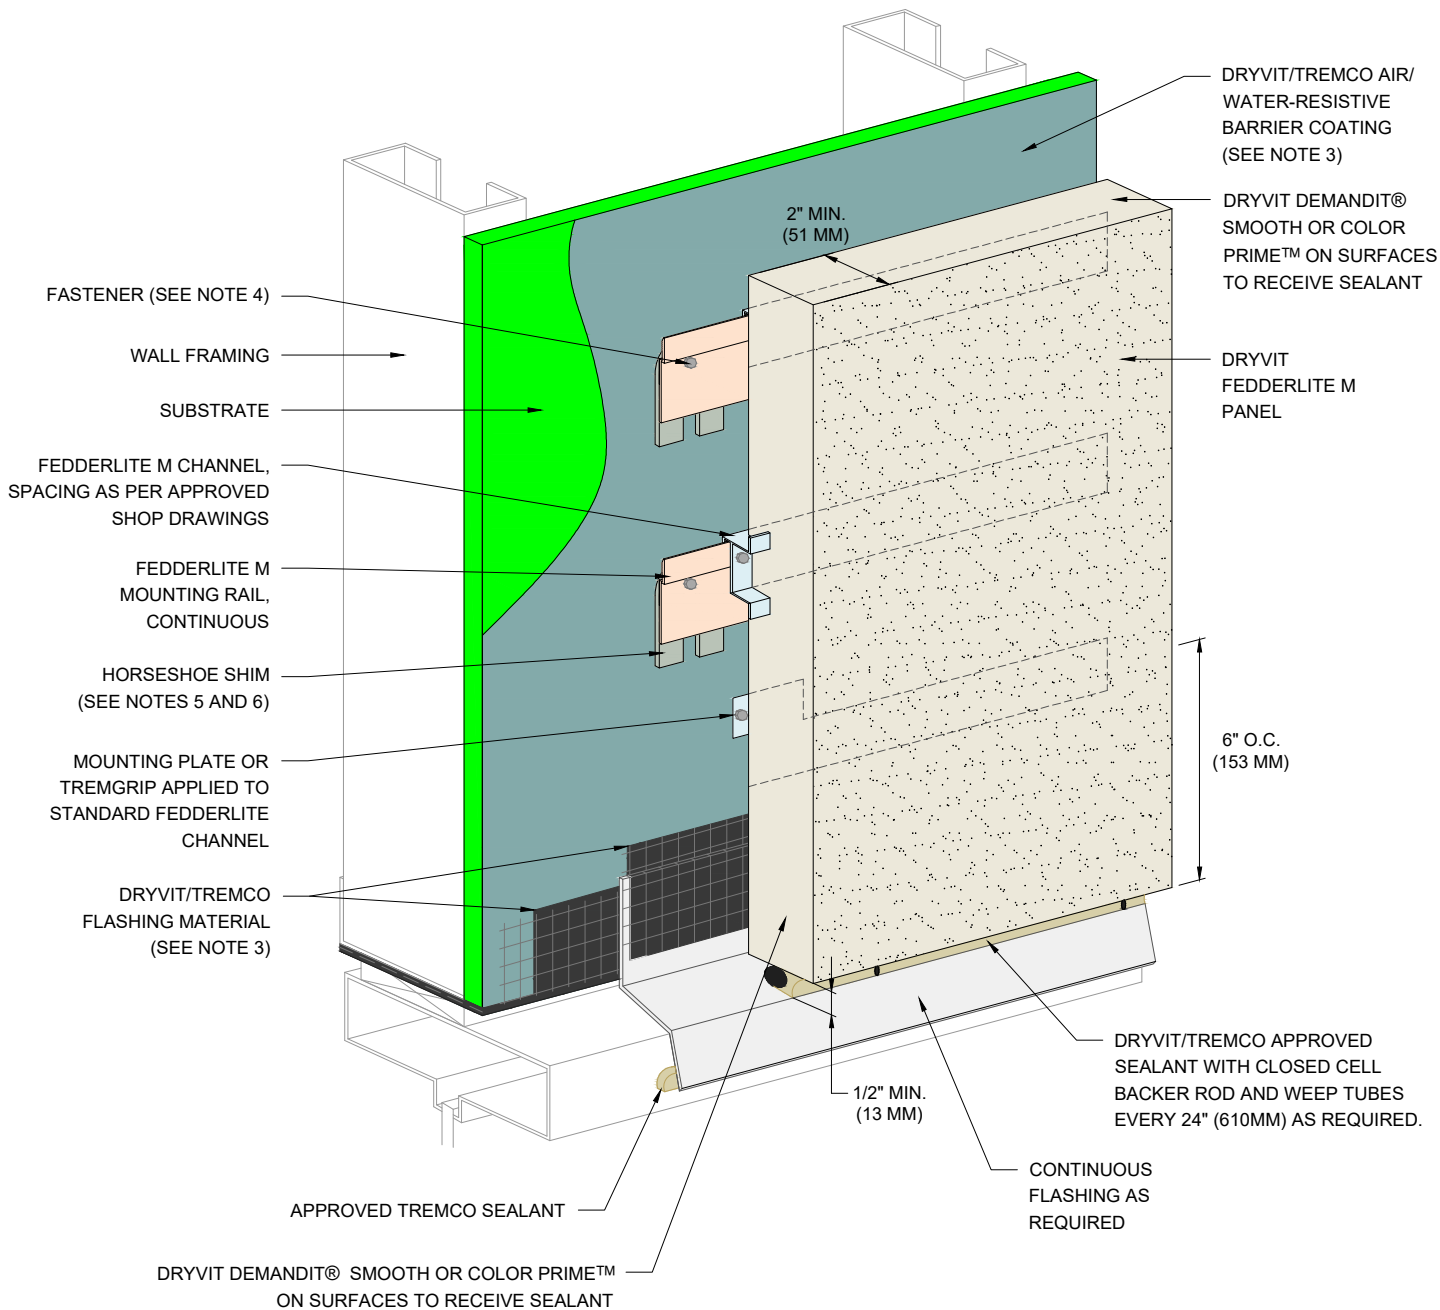 DRYVIT/TREMCO AIR/
WATER-RESISTIVE
BARRIER COATING
(SEE NOTE 3)
DRYVIT DEMANDIT®
SMOOTH OR COLOR
PRIME™ ON SURFACES
TO RECEIVE SEALANT
2" MIN.
(51 MM)
FASTENER (SEE NOTE 4)
WALL FRAMING
SUBSTRATE
FEDDERLITE M CHANNEL,
SPACING AS PER APPROVED
SHOP DRAWINGS
FEDDERLITE M
MOUNTING RAIL,
CONTINUOUS
HORSESHOE SHIM
(SEE NOTES 5 AND 6)
MOUNTING PLATE OR
TREMGRIP APPLIED TO
STANDARD FEDDERLITE
CHANNEL
DRYVIT/TREMCO
FLASHING MATERIAL
(SEE NOTE 3)
DRYVIT
FEDDERLITE M
PANEL
6" O.C.
(153 MM)
DRYVIT/TREMCO APPROVED
SEALANT WITH CLOSED CELL
BACKER ROD AND WEEP TUBES
EVERY 24" (610MM) AS REQUIRED.
1/2" MIN.
(13 MM)
CONTINUOUS
FLASHING AS
REQUIRED
APPROVED TREMCO SEALANT
DRYVIT DEMANDIT® SMOOTH OR COLOR PRIME™
ON SURFACES TO RECEIVE SEALANT